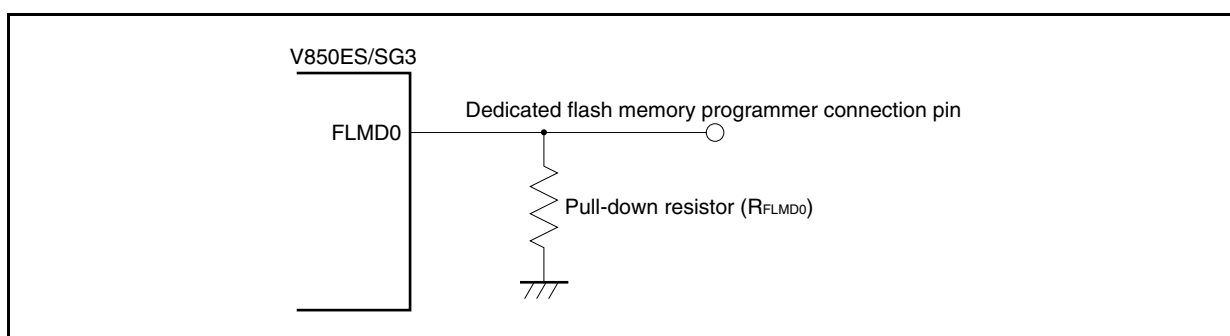 V850ES/SG3
Dedicated flash memory programmer connection pin
FLMD0
Pull-down resistor (RFLMD0)